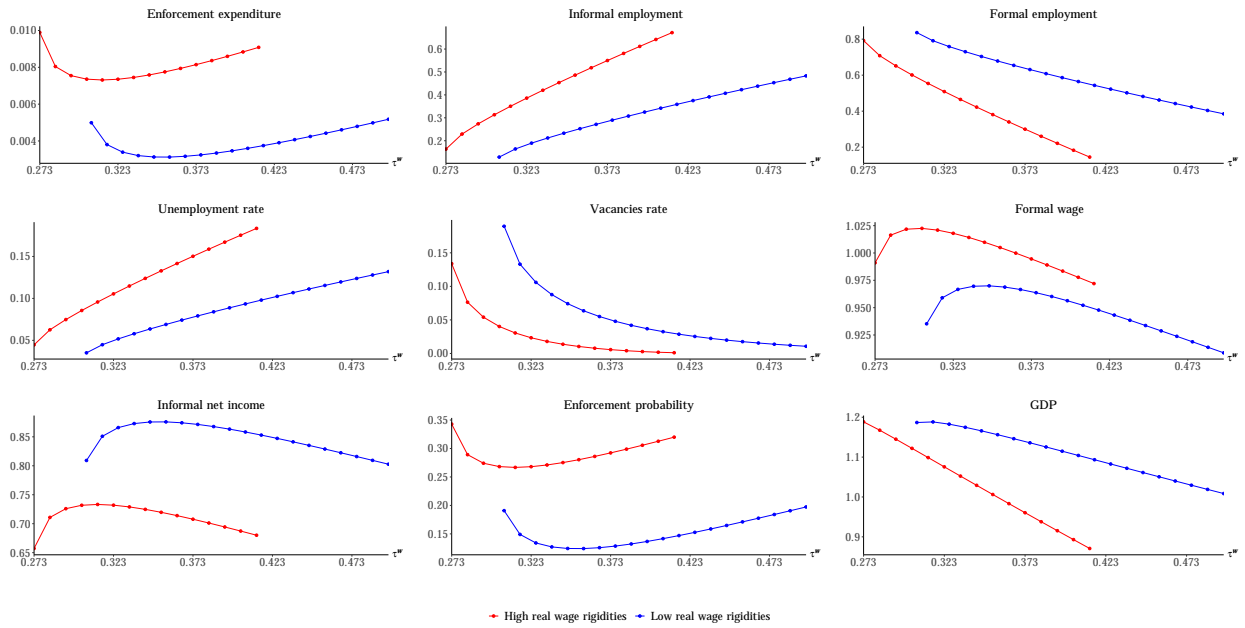 Enforcement expenditure
0.010
0.008
0.006
0.004
0.273 0.323 0.373 0.423 0.473 τʷ
Informal employment
0.6
0.5
0.4
0.3
0.2
0.273 0.323 0.373 0.423 0.473 τʷ
Formal employment
0.8
0.6
0.4
0.2
0.273 0.323 0.373 0.423 0.473 τʷ
Unemployment rate
0.15
0.10
0.05
0.273 0.323 0.373 0.423 0.473 τʷ
Vacancies rate
0.15
0.10
0.05
0.00
0.273 0.323 0.373 0.423 0.473 τʷ
Formal wage
1.025
1.000
0.975
0.950
0.925
0.273 0.323 0.373 0.423 0.473 τʷ
Informal net income
0.85
0.80
0.75
0.70
0.65
0.273 0.323 0.373 0.423 0.473 τʷ
Enforcement probability
0.35
0.30
0.25
0.20
0.15
0.273 0.323 0.373 0.423 0.473 τʷ
GDP
1.2
1.1
1.0
0.9
0.273 0.323 0.373 0.423 0.473 τʷ
High real wage rigidities Low real wage rigidities